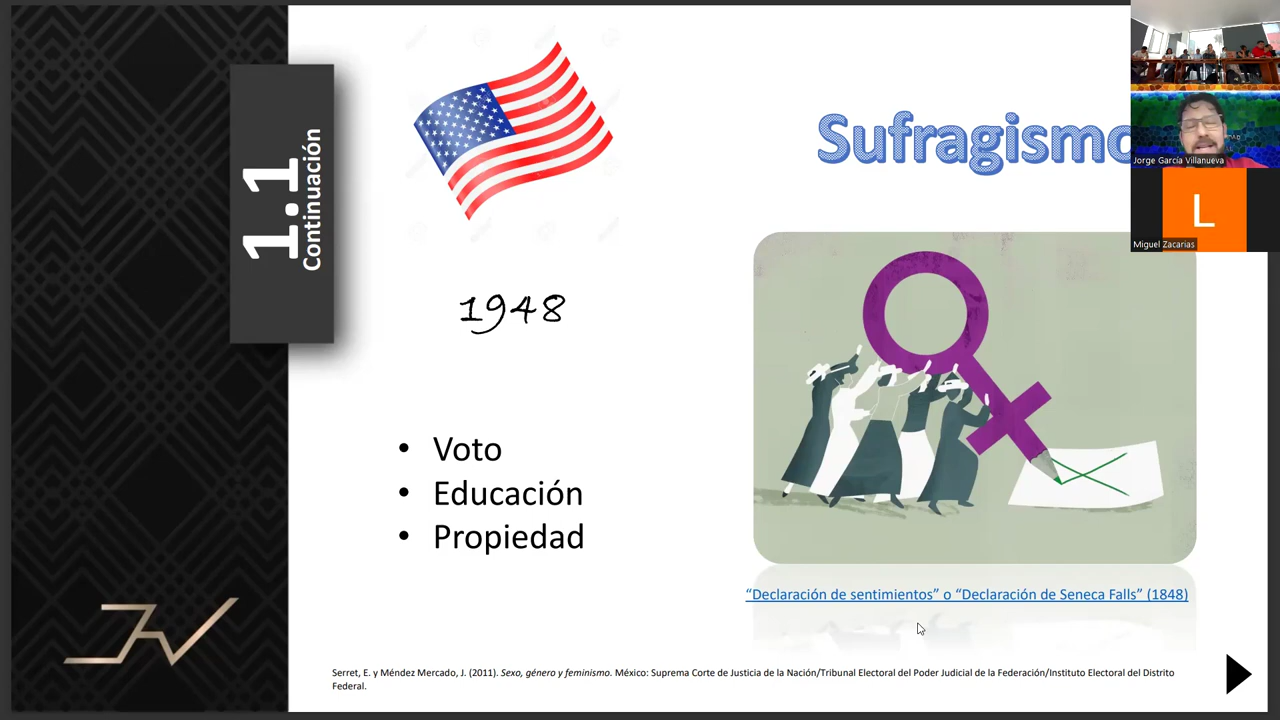 1.1
Continuación
1948
• Voto
• Educación
• Propiedad
Sufragismo
Jorge García Villanueva
L
Miguel Zacarias
“Declaración de sentimientos” o “Declaración de Seneca Falls” (1848)
Serret, E. y Méndez Mercado, J. (2011). Sexo, género y feminismo. México: Suprema Corte de Justicia de la Nación/Tribunal Electoral del Poder Judicial de la Federación/Instituto Electoral del Distrito
Federal.
JV